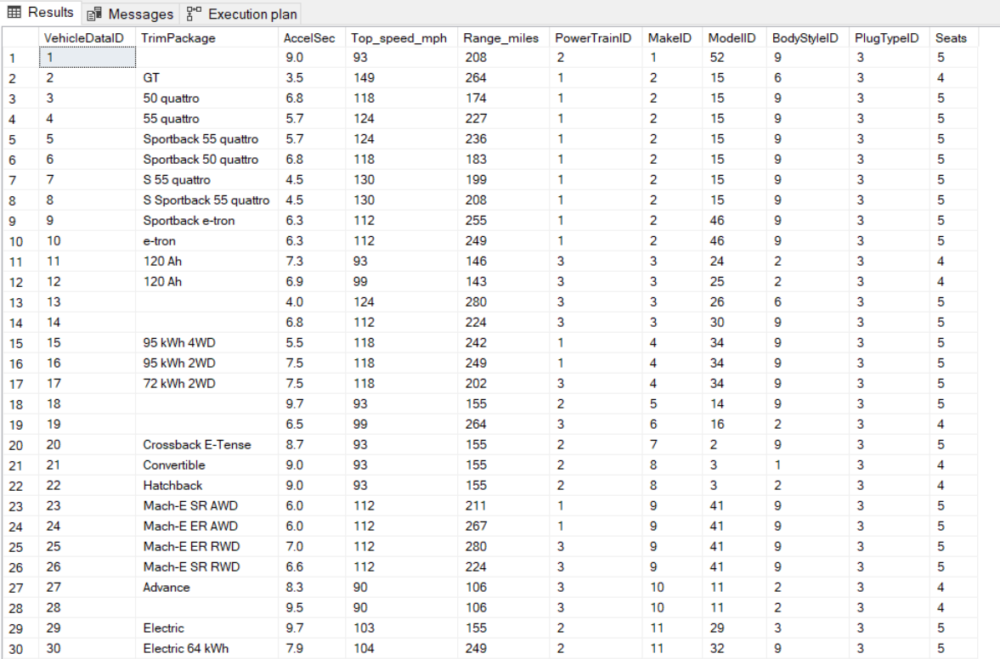 Results Messages Execution plan
VehicleDataID TrimPackage AccelSec Top_speed_mph Range_miles PowerTrainID MakeID ModelID BodyStyleID PlugTypeID Seats
1 1 9.0 93 208 2 1 52 9 3 5
2 2 GT 3.5 149 264 1 2 15 6 3 4
3 3 50 quattro 6.8 118 174 1 2 15 9 3 5
4 4 55 quattro 5.7 124 227 1 2 15 9 3 5
5 5 Sportback 55 quattro 5.7 124 236 1 2 15 9 3 5
6 6 Sportback 50 quattro 6.8 118 183 1 2 15 9 3 5
7 7 S 55 quattro 4.5 130 199 1 2 15 9 3 5
8 8 S Sportback 55 quattro 4.5 130 208 1 2 15 9 3 5
9 9 Sportback e-tron 6.3 112 255 1 2 46 9 3 5
10 10 e-tron 6.3 112 249 1 2 46 9 3 5
11 11 120 Ah 7.3 93 146 3 3 24 2 3 4
12 12 120 Ah 6.9 99 143 3 3 25 2 3 4
13 13 4.0 124 280 3 3 26 6 3 5
14 14 6.8 112 224 3 3 30 9 3 5
15 15 95 kWh 4WD 5.5 118 242 1 4 34 9 3 5
16 16 95 kWh 2WD 7.5 118 249 1 4 34 9 3 5
17 17 72 kWh 2WD 7.5 118 202 3 4 34 9 3 5
18 18 9.7 93 155 2 5 14 9 3 5
19 19 6.5 99 264 3 6 16 2 3 4
20 20 Crossback E-Tense 8.7 93 155 2 7 2 9 3 5
21 21 Convertible 9.0 93 155 2 8 3 1 3 4
22 22 Hatchback 9.0 93 155 2 8 3 2 3 4
23 23 Mach-E SR AWD 6.0 112 211 1 9 41 9 3 5
24 24 Mach-E ER AWD 6.0 112 267 1 9 41 9 3 5
25 25 Mach-E ER RWD 7.0 112 280 3 9 41 9 3 5
26 26 Mach-E SR RWD 6.6 112 224 3 9 41 9 3 5
27 27 Advance 8.3 90 106 3 10 11 2 3 4
28 28 9.5 90 106 3 10 11 2 3 4
29 29 Electric 9.7 103 155 2 11 29 3 3 5
30 30 Electric 64 kWh 7.9 104 249 2 11 32 9 3 5